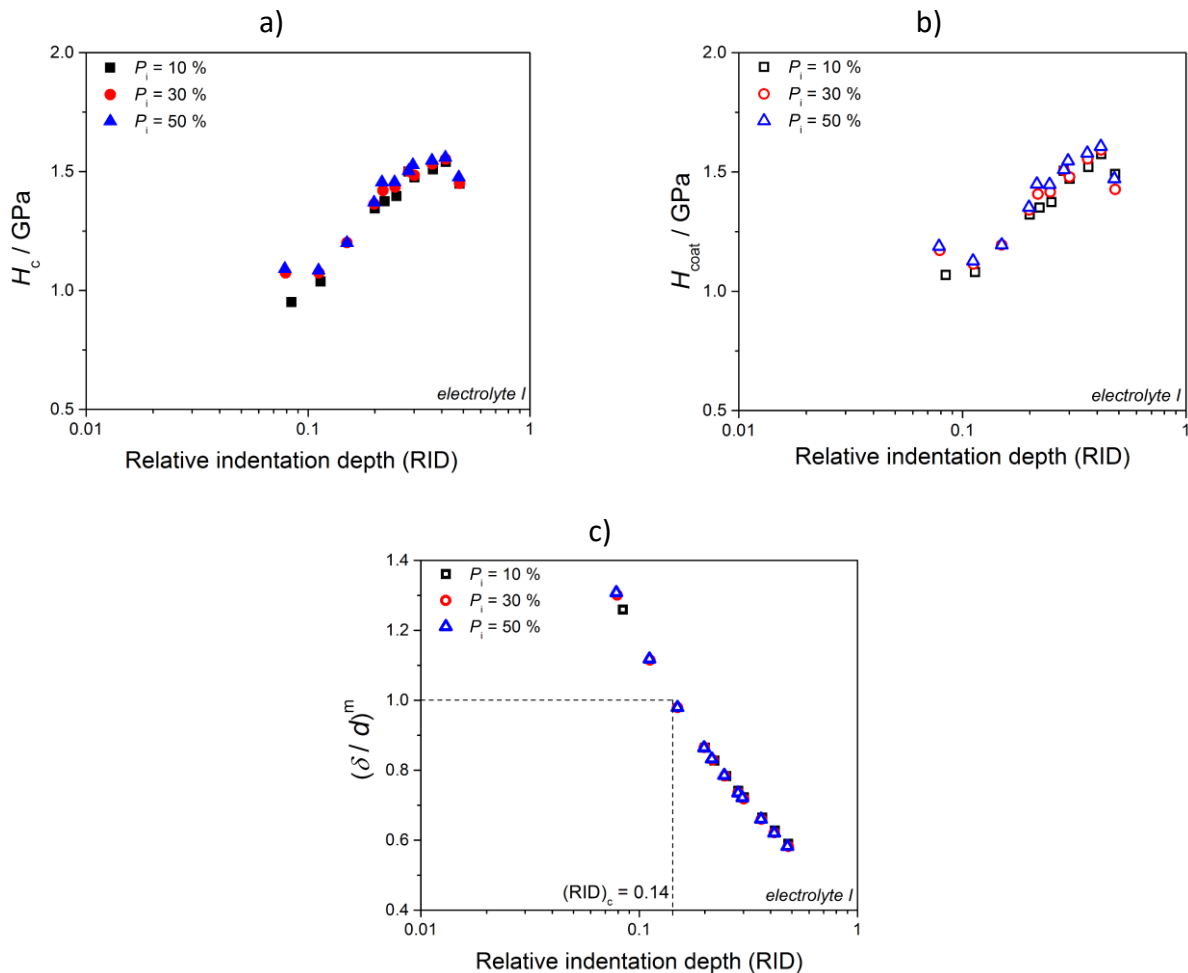 a)
2.0
1.5
1.0
0.5
H_c / GPa
P_i = 10 %
P_i = 30 %
P_i = 50 %
electrolyte I
0.01 0.1 1
Relative indentation depth (RID)
b)
2.0
1.5
1.0
0.5
H_coat / GPa
P_i = 10 %
P_i = 30 %
P_i = 50 %
electrolyte I
0.01 0.1 1
Relative indentation depth (RID)
c)
1.4
1.2
1.0
0.8
0.6
0.4
(δ / d)^m
P_i = 10 %
P_i = 30 %
P_i = 50 %
(RID)_c = 0.14
electrolyte I
0.01 0.1 1
Relative indentation depth (RID)